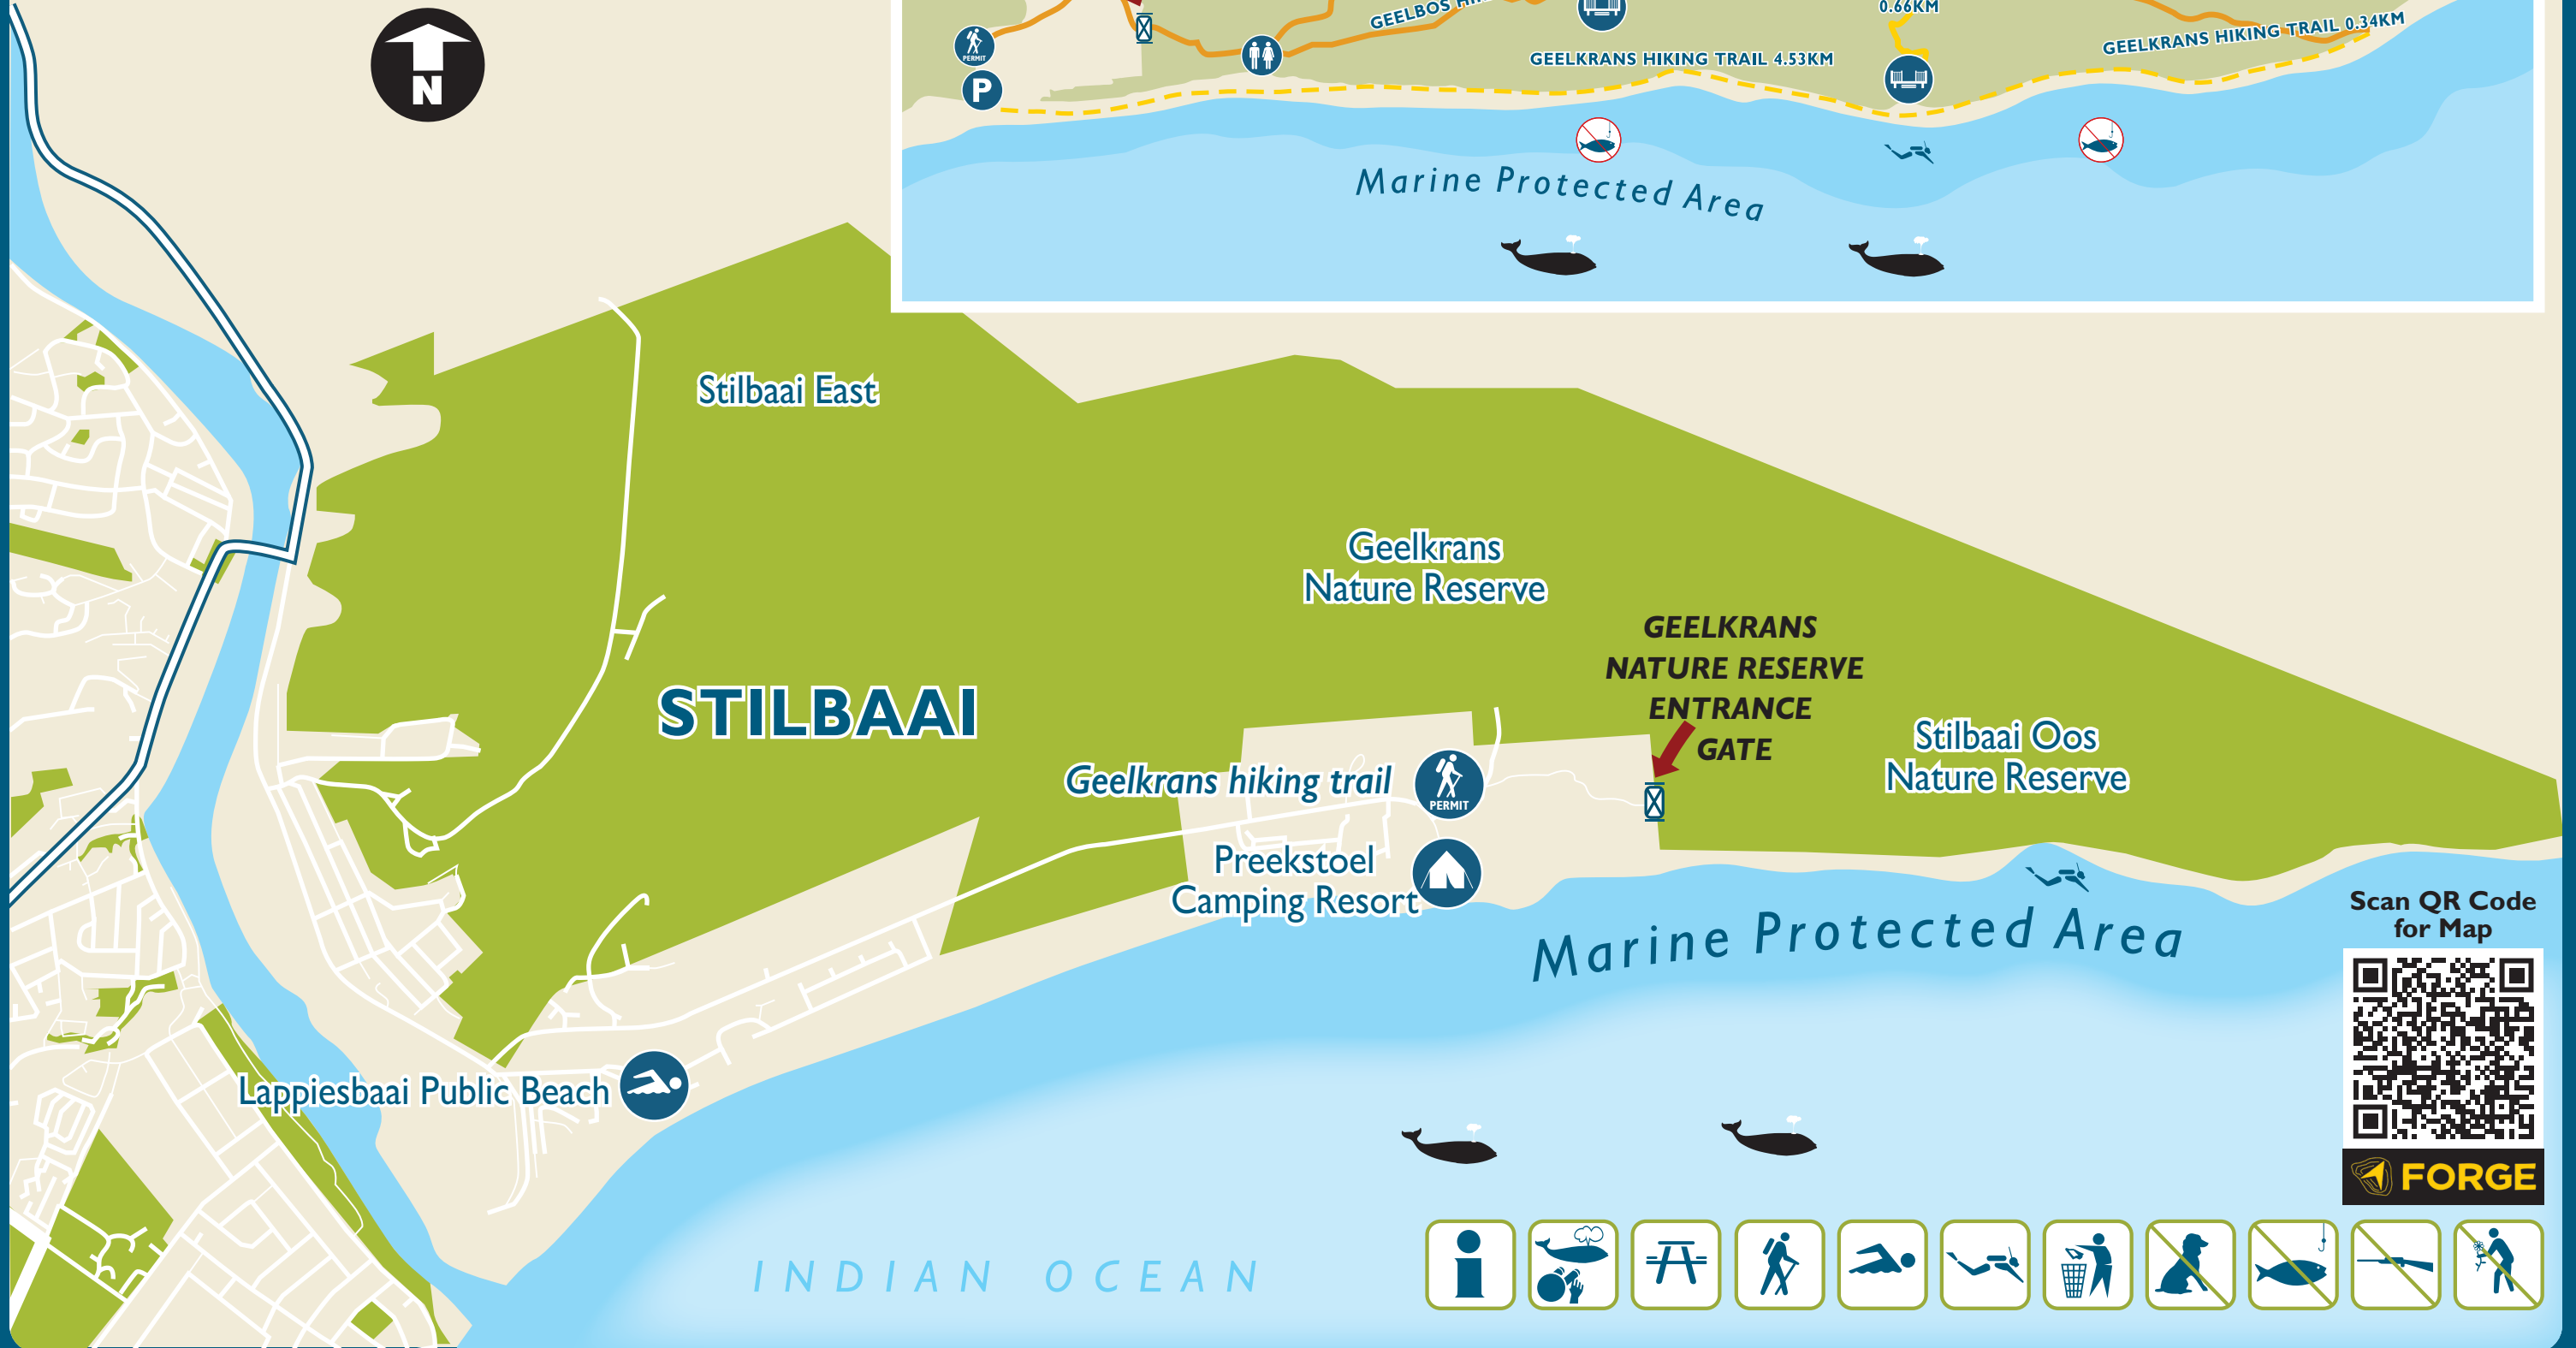 N
GEELBOS
0.66KM
GEELKRANS HIKING TRAIL 0.34KM
GEELKRANS HIKING TRAIL 4.53KM
PERMIT
P
Marine Protected Area
Stilbaai East
Geelkrans
Nature Reserve
GEELKRANS
NATURE RESERVE
ENTRANCE
GATE
STILBAAI
Stilbaai Oos
Nature Reserve
Geelkrans hiking trail
PERMIT
Preekstoel
Camping Resort
Marine Protected Area
Scan QR Code
for Map
FORGE
Lappiesbaai Public Beach
INDIAN OCEAN